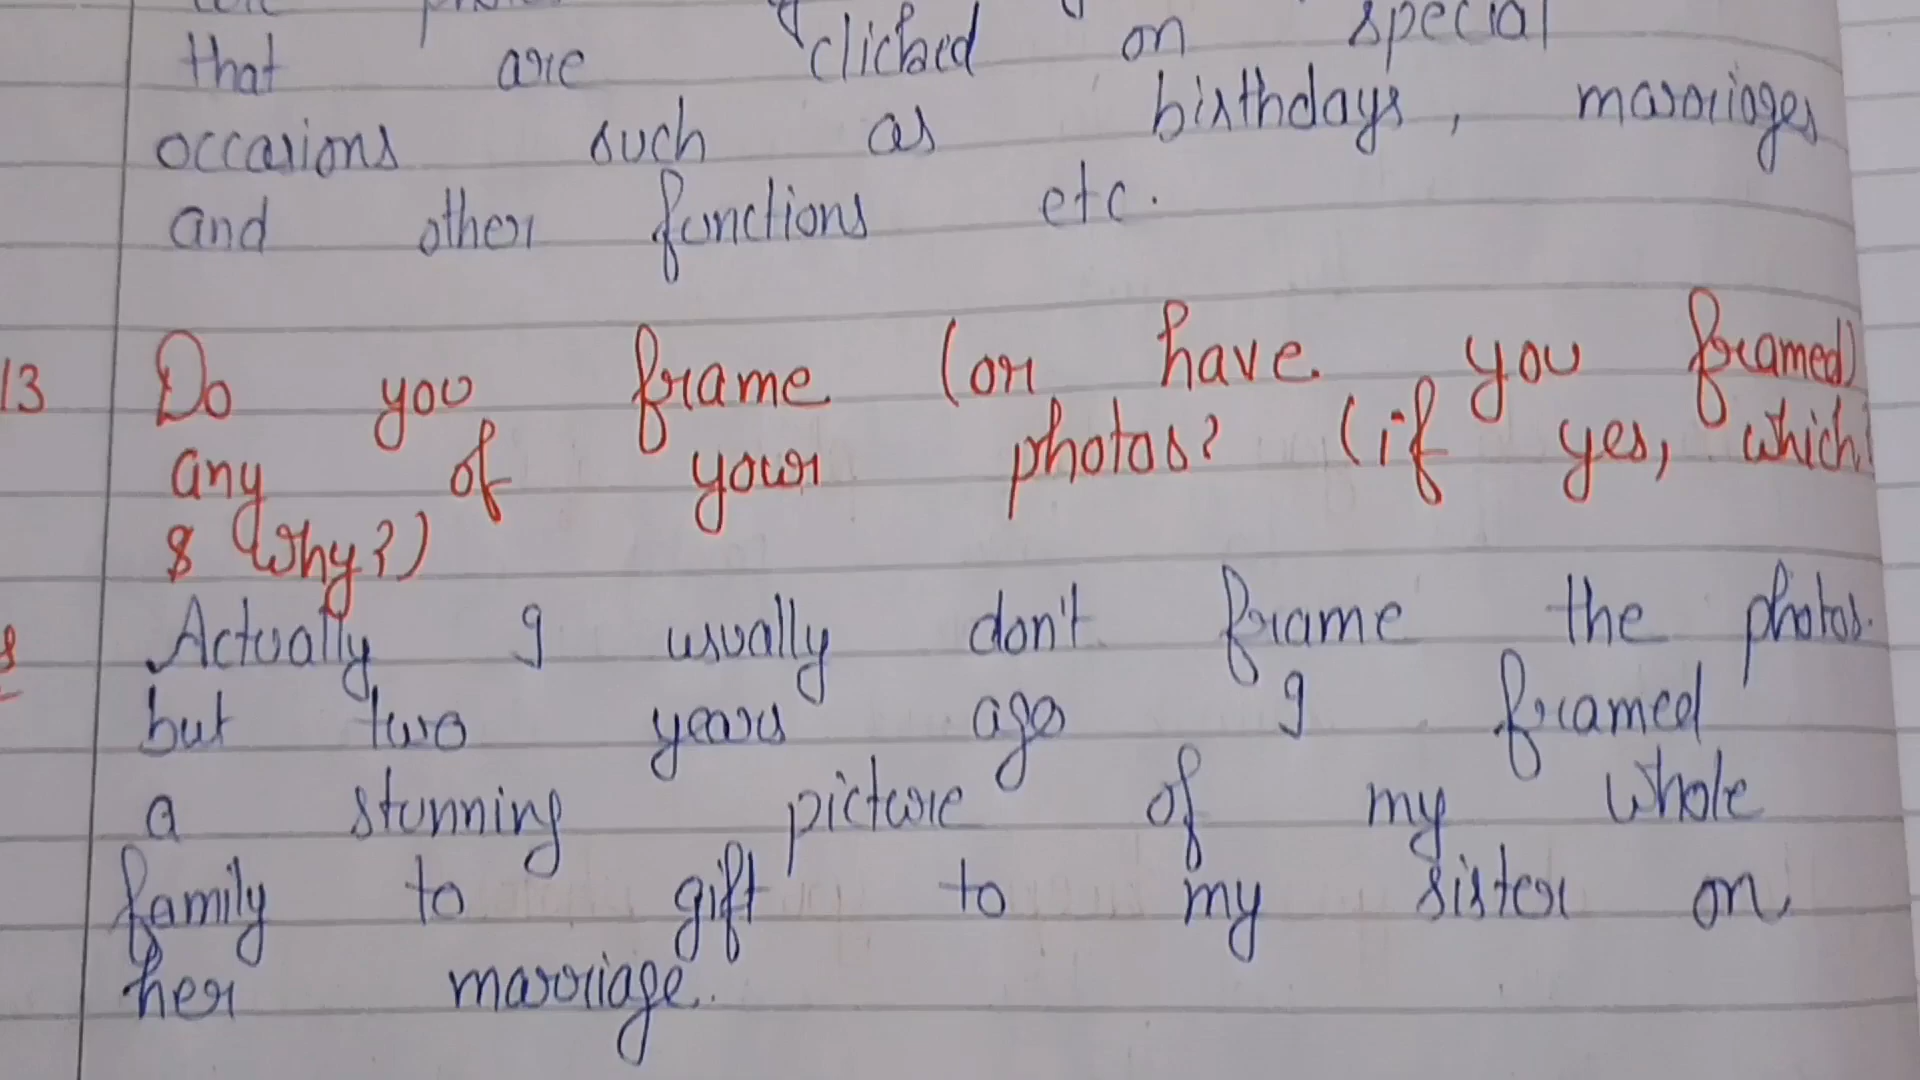 that are clicked on special
occasions such as birthdays, marriages
and other functions etc.
13 Do you frame (or have you framed)
any of your photos? (if yes, which
& Why?)
Actually I usually don't frame the photos.
but two years ago I framed
a stunning picture of my whole
family to gift to my sister on
her marriage.